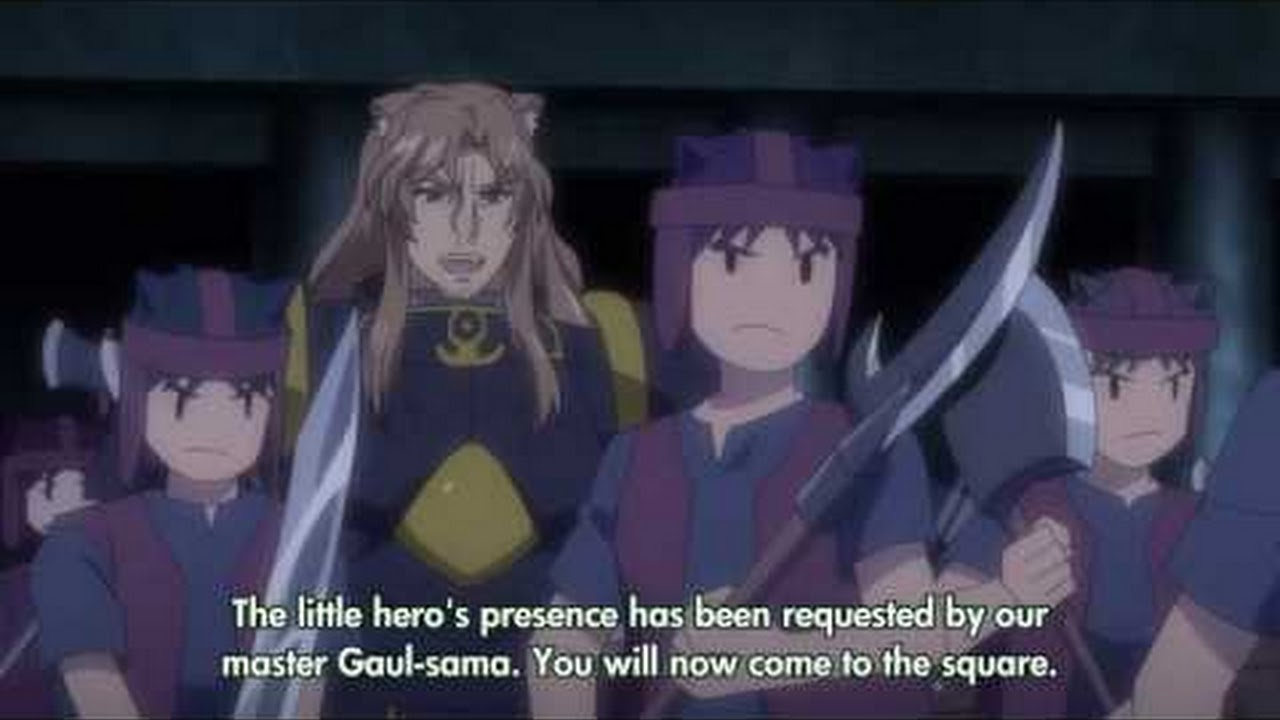 The little hero's presence has been requested by our
master Gaul-sama. You will now come to the square.